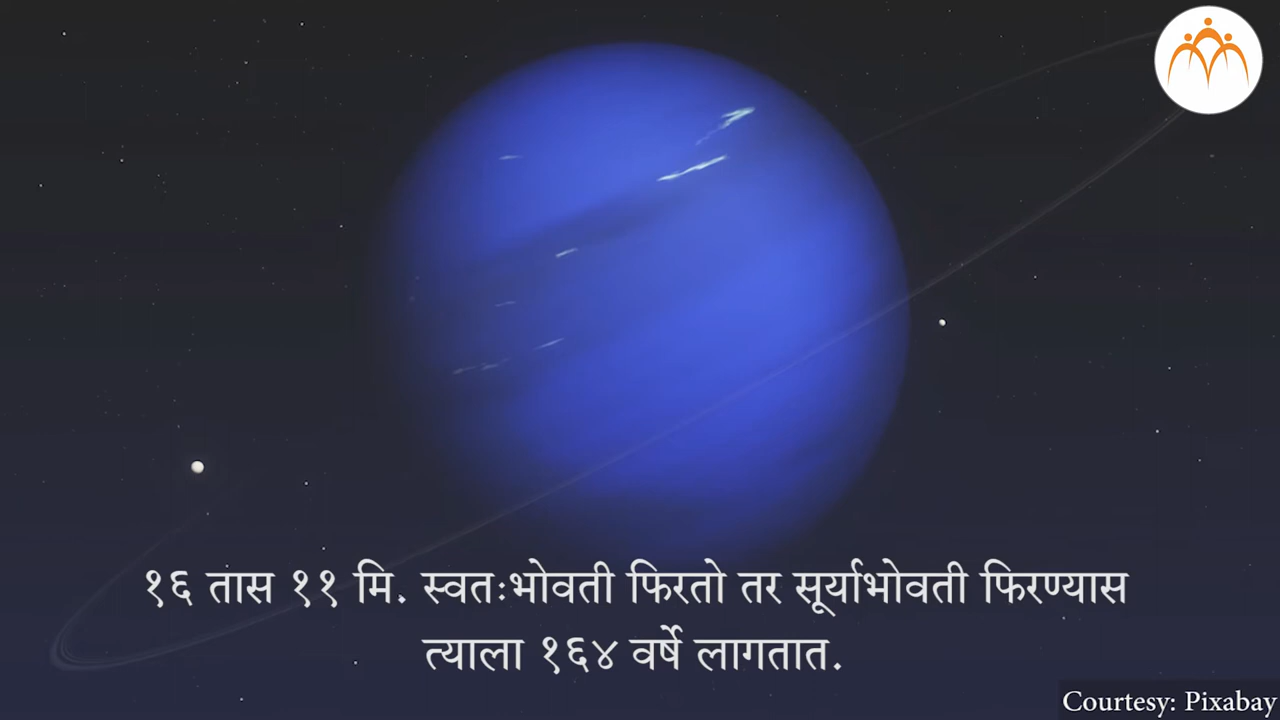 १६ तास ११ मि. स्वतःभोवती फिरतो तर सूर्याभोवती फिरण्यास
त्याला १६४ वर्षे लागतात.
Courtesy: Pixabay